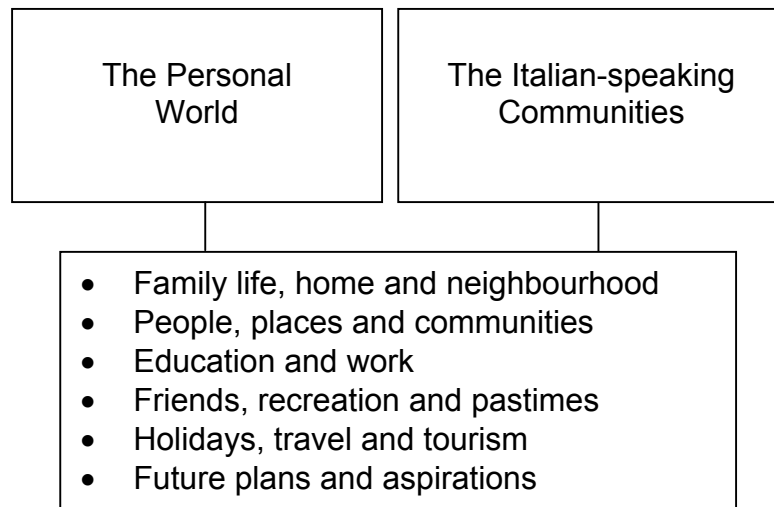 The Personal
World
The Italian-speaking
Communities
• Family life, home and neighbourhood
• People, places and communities
• Education and work
• Friends, recreation and pastimes
• Holidays, travel and tourism
• Future plans and aspirations